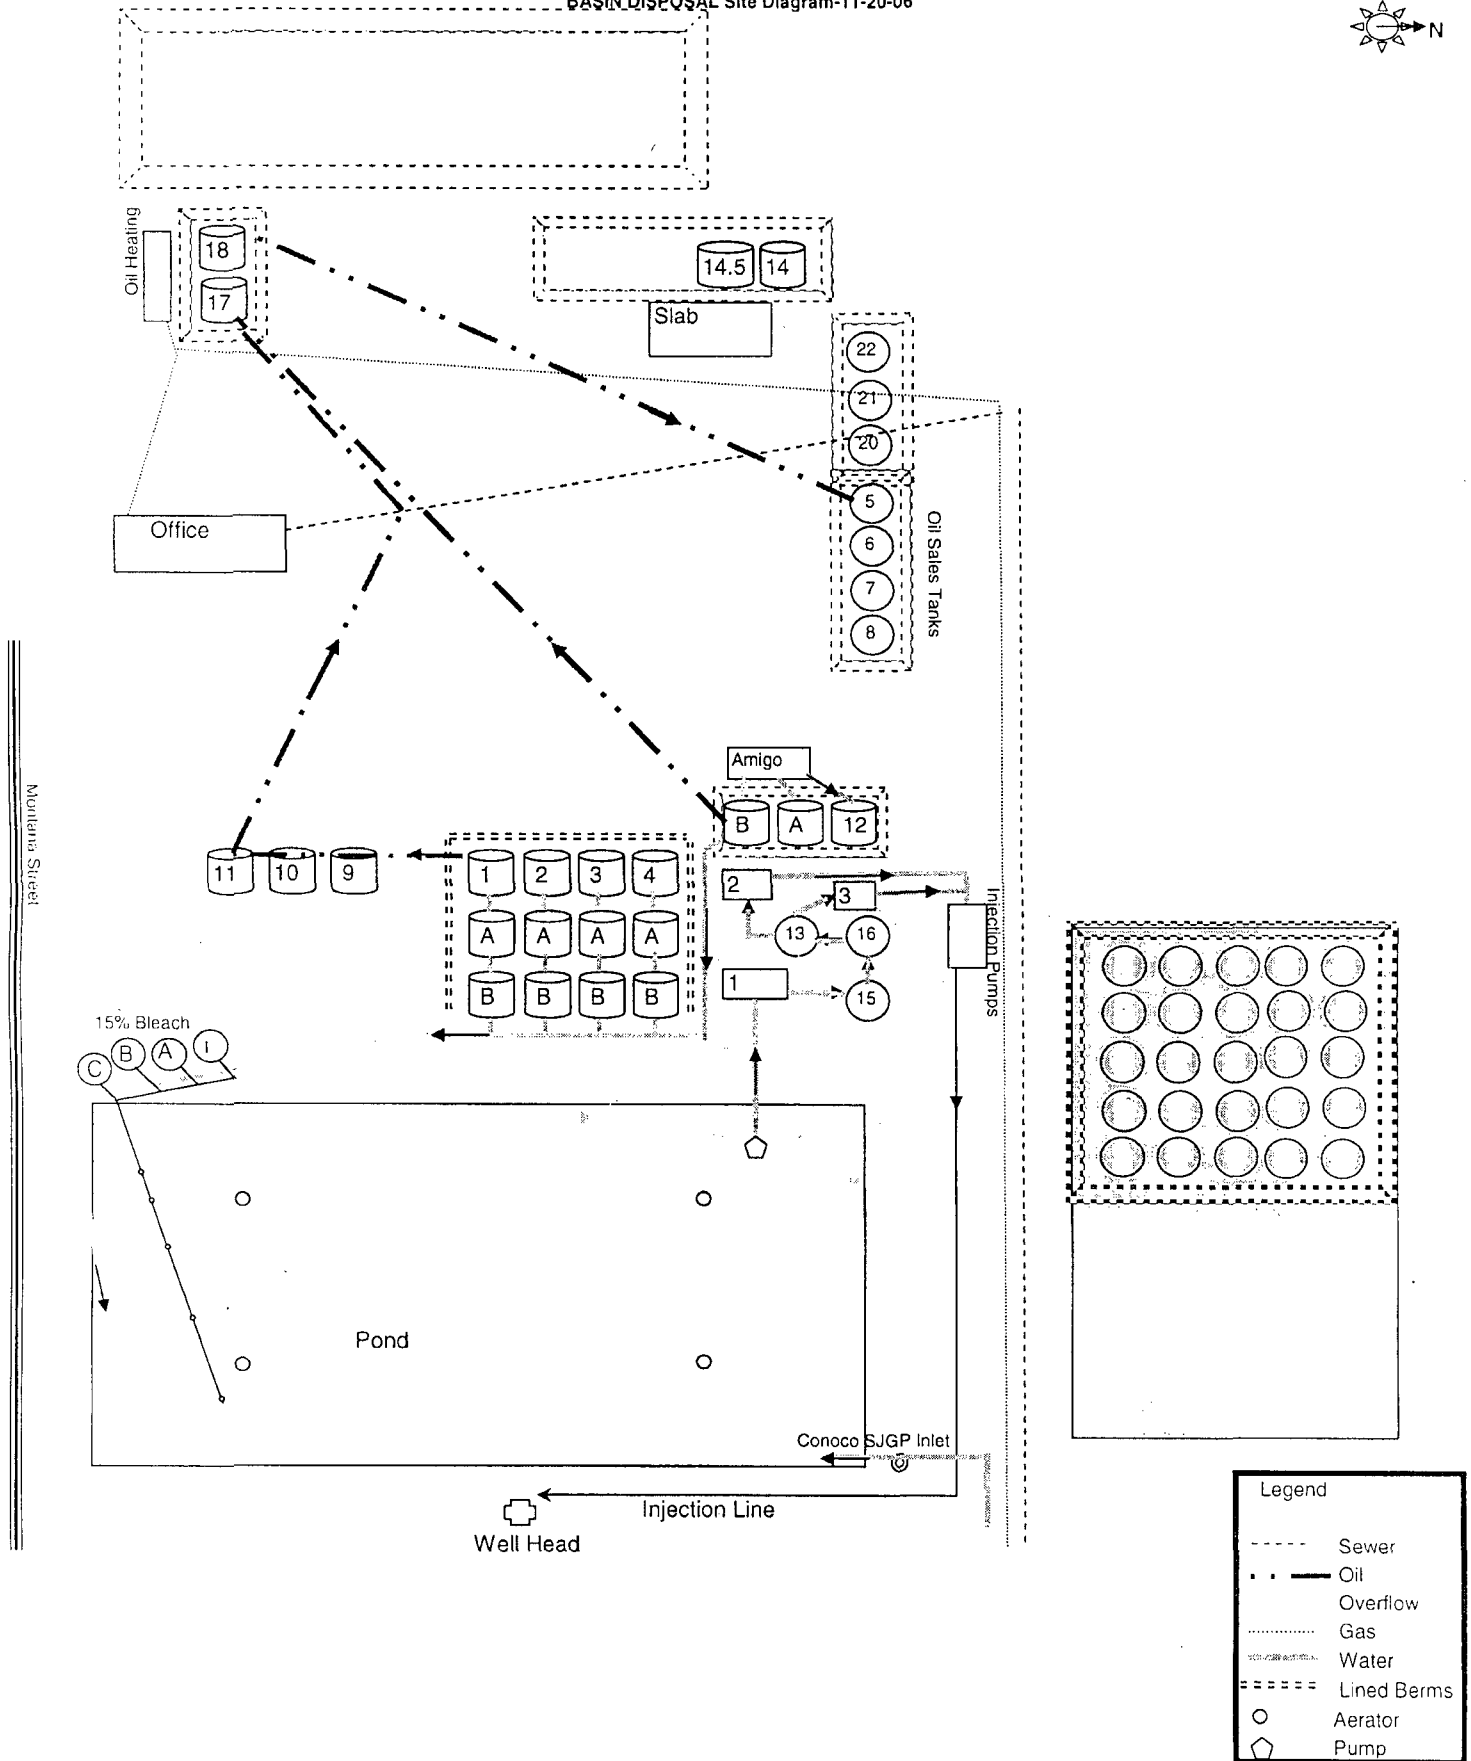 BASIN DISPOSAL Site Diagram-11-20-06
N
Oil Heating
18
17
14.5
14
Slab
22
21
20
5
6
7
8
Oil Sales Tanks
Office
Montana Street
Amigo
B
A
12
11
10
9
1
2
3
4
A
A
A
A
B
B
B
B
2
3
13
16
1
15
Injection Pumps
15% Bleach
C
B
A
I
Pond
Conoco SJGP Inlet
Injection Line
Well Head
Legend
Sewer
Oil
Overflow
Gas
Water
Lined Berms
Aerator
Pump